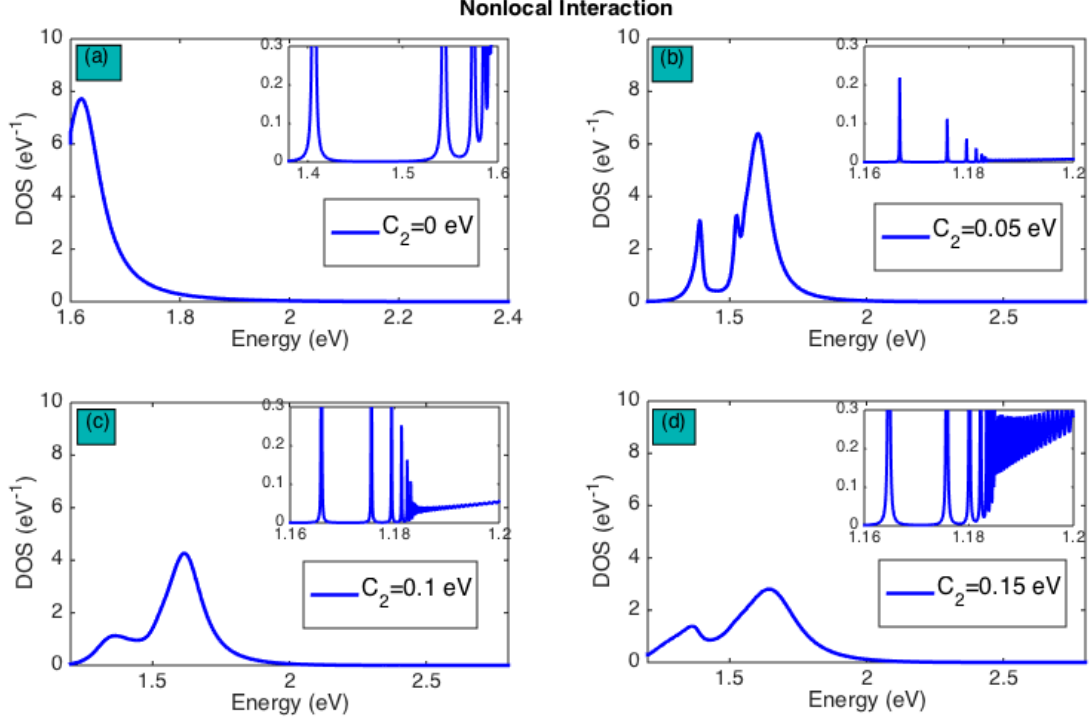 Nonlocal Interaction
(a)
DOS (eV⁻¹)
10
8
6
4
2
0
1.6 1.8 2 2.2 2.4
Energy (eV)
0.3
0.2
0.1
0
1.4 1.5 1.6
C₂=0 eV
(b)
DOS (eV ⁻¹)
10
8
6
4
2
0
1.5 2 2.5
Energy (eV)
0.3
0.2
0.1
0
1.16 1.18 1.2
C₂=0.05 eV
(c)
DOS (eV⁻¹)
10
8
6
4
2
0
1.5 2 2.5
Energy (eV)
0.3
0.2
0.1
0
1.16 1.18 1.2
C₂=0.1 eV
(d)
DOS (eV⁻¹)
10
8
6
4
2
0
1.5 2 2.5
Energy (eV)
0.3
0.2
0.1
0
1.16 1.18 1.2
C₂=0.15 eV